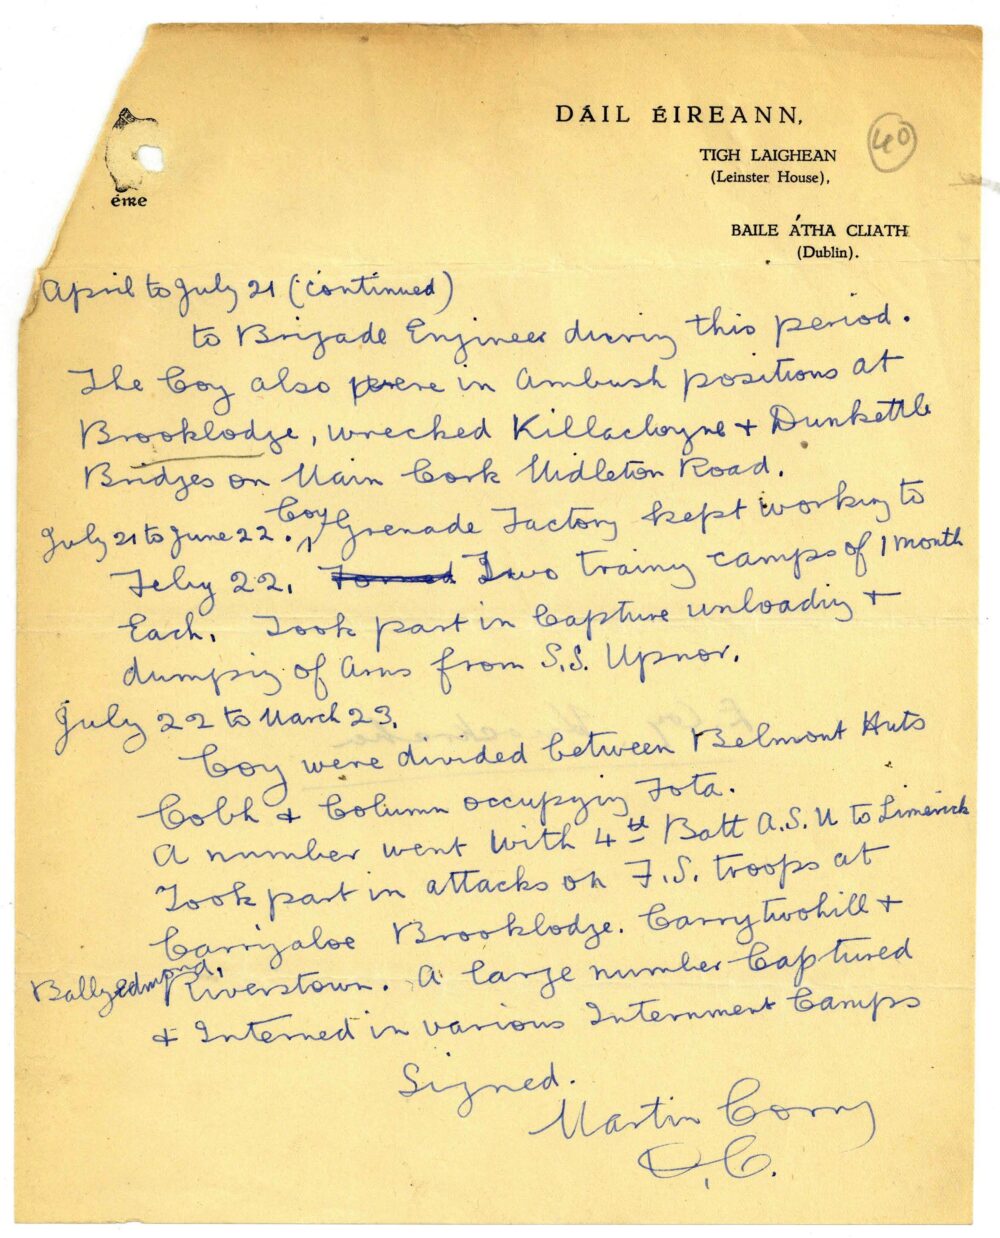 DÁIL ÉIREANN,
40
TIGH LAIGHEAN
(Leinster House),
éire
BAILE ÁTHA CLIATH
(Dublin).
April to July 21 (continued)
to Brigade Engineer during this period.
The Coy also were in ambush positions at
Brooklodge, wrecked Killacloyne + Dunkettle
Bridges on Main Cork Midleton Road.
July 21 to June 22. Coy Grenade Factory kept working to
Feby 22. Formed Two training camps of 1 month
Each. Took part in Capture unloading +
dumping of Arms from S.S. Upnor.
July 22 to March 23.
Coy were divided between Belmont Huts
Cobh & Column occupying Fota.
A number went with 4th Batt A.S.U to Limerick
Took part in attacks on F.S. troops at
Carrigaloe Brooklodge. Carrytwohill +
Ballyedmond, Riverstown. A large number Captured
& Interned in various Internment Camps
Signed.
Martin Corry
O.C.